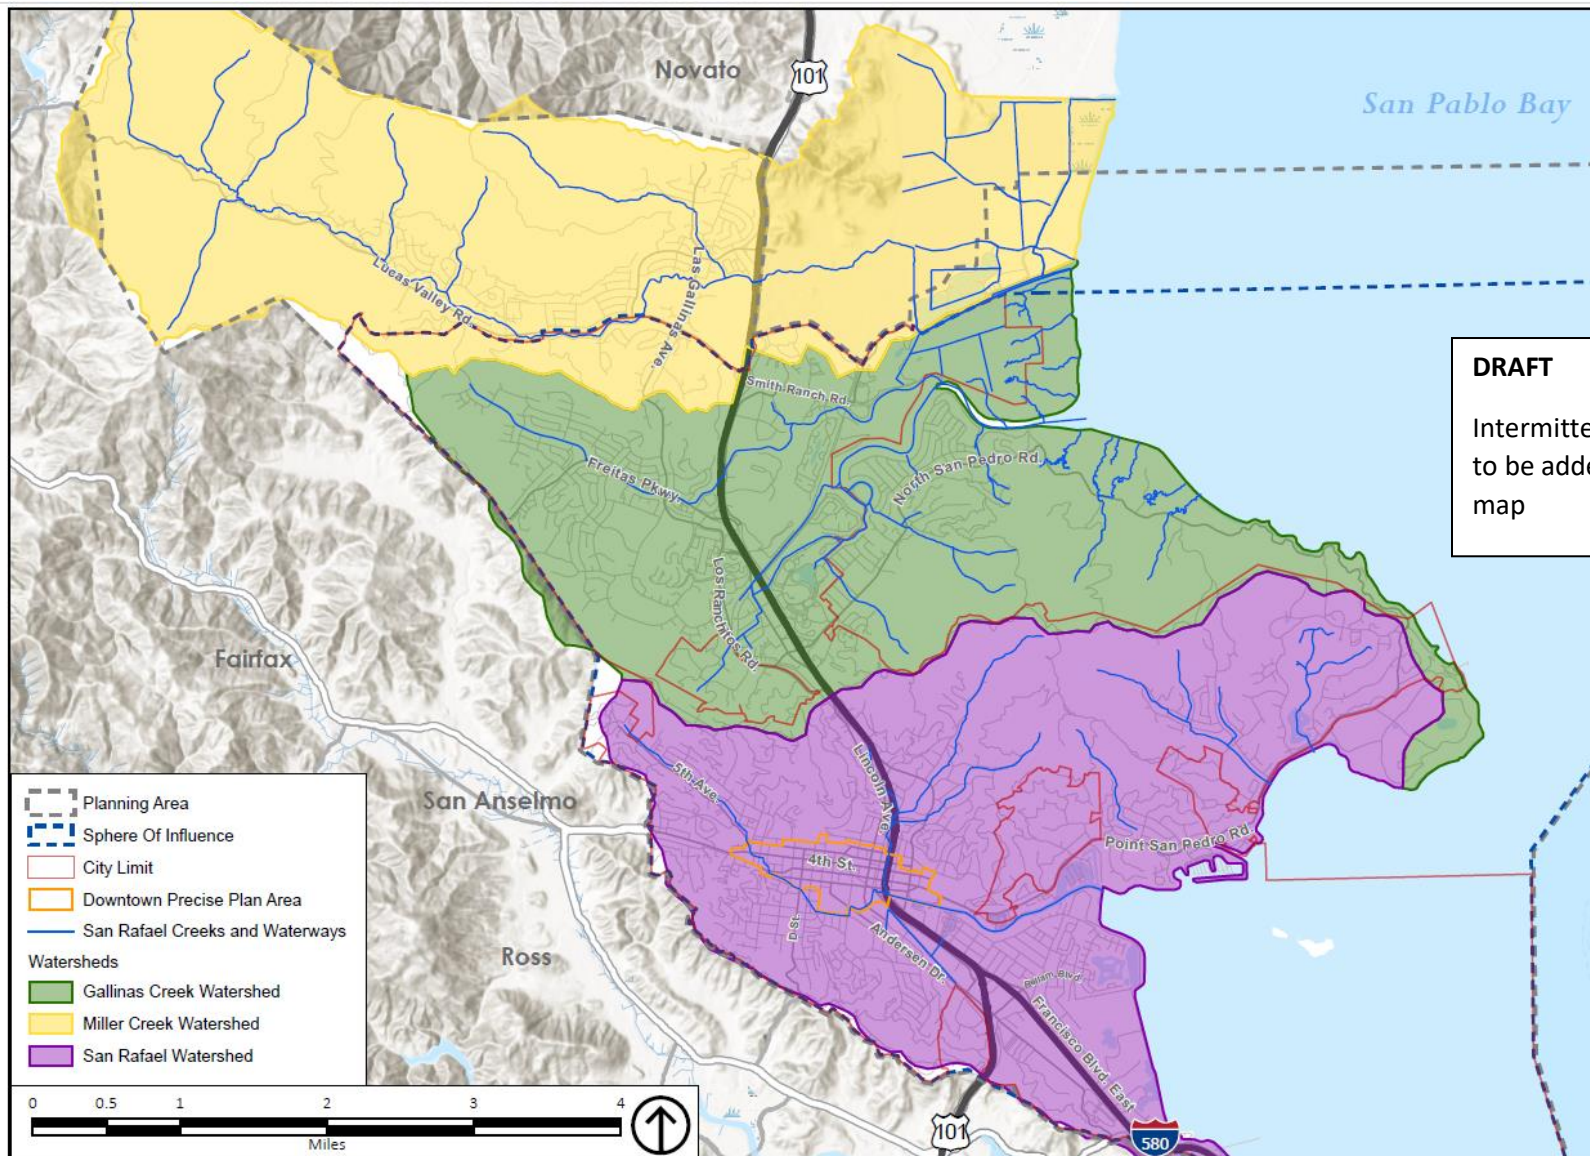 Novato
101
San Pablo Bay
Lucas Valley Rd.
Las Gallinas Ave.
Smith Ranch Rd.
DRAFT
Intermitte
to be adde
map
Freitas Pkwy.
North San Pedro Rd.
Los Ranchitos Rd.
Fairfax
Lincoln Ave.
5th Ave.
San Anselmo
4th St.
Point San Pedro Rd.
D St.
Andersen Dr.
Ross
Bellam Blvd.
Francisco Blvd. East
101
580
Planning Area
Sphere Of Influence
City Limit
Downtown Precise Plan Area
San Rafael Creeks and Waterways
Watersheds
Gallinas Creek Watershed
Miller Creek Watershed
San Rafael Watershed
0 0.5 1 2 3 4
Miles